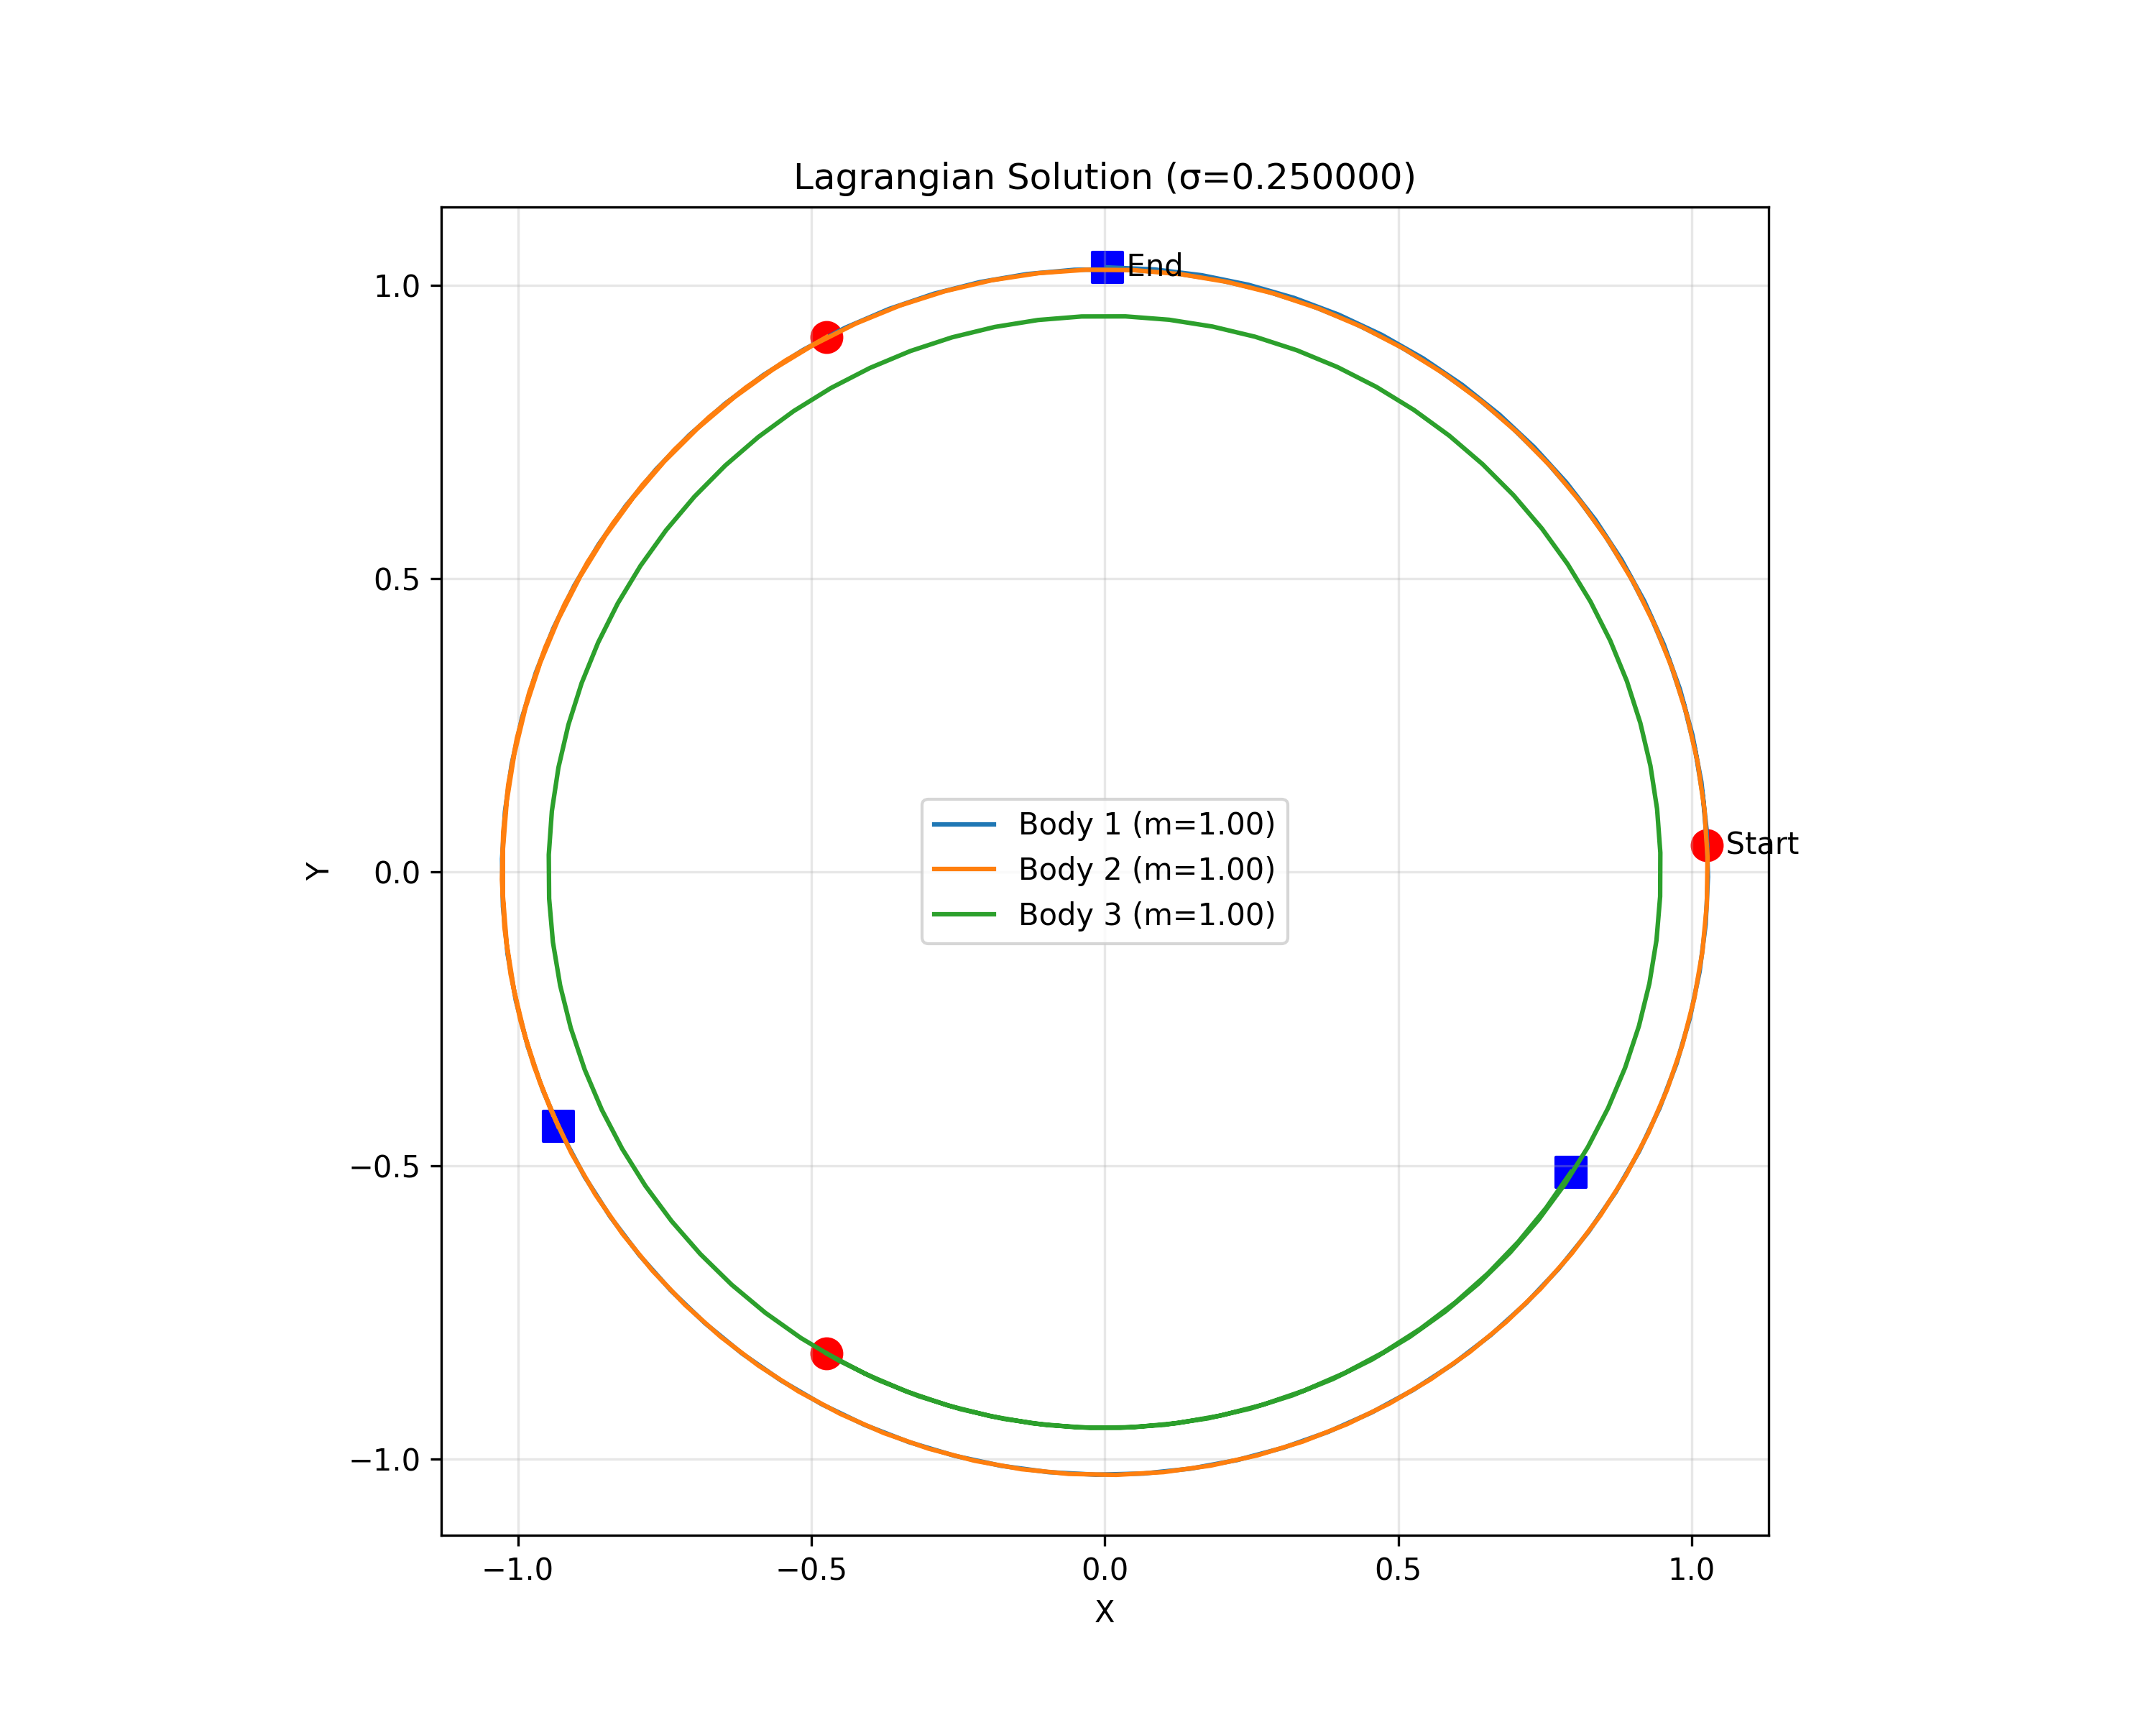 Lagrangian Solution (σ=0.250000)
End
Start
Body 1 (m=1.00)
Body 2 (m=1.00)
Body 3 (m=1.00)
Y
1.0
0.5
0.0
−0.5
−1.0
−1.0
−0.5
0.0
0.5
1.0
X